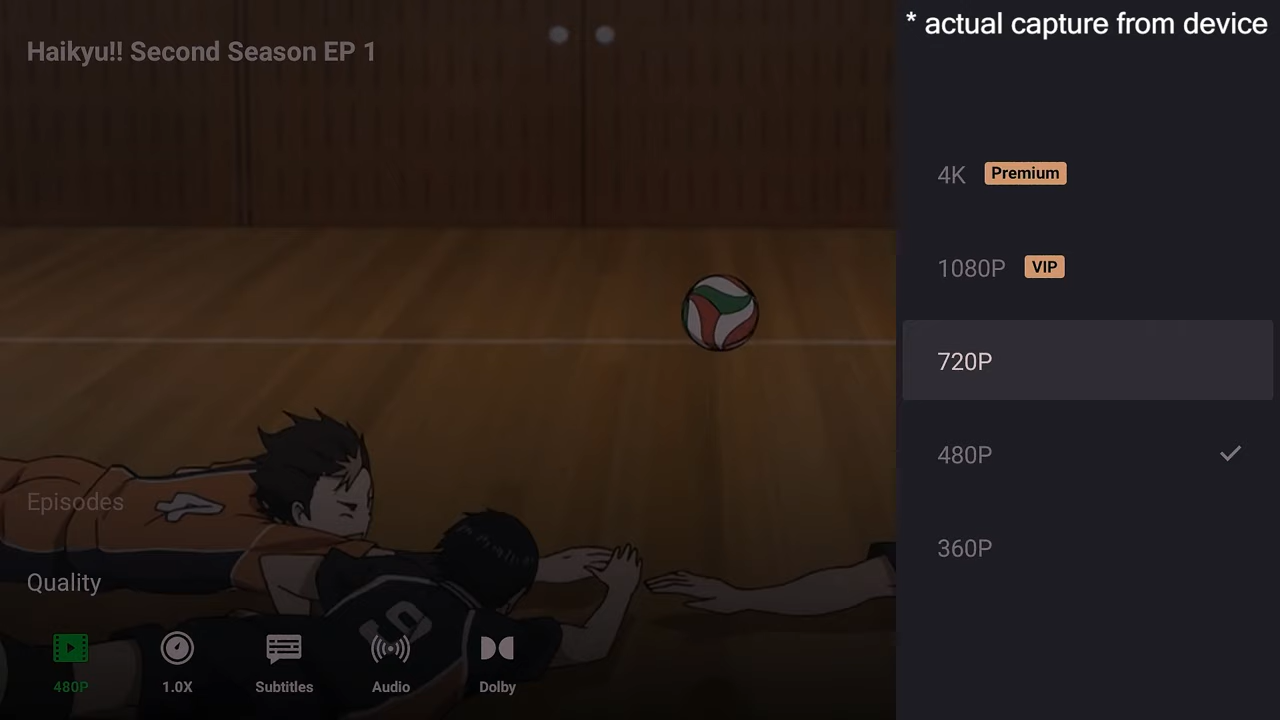 * actual capture from device
Haikyu!! Second Season EP 1
4K Premium
1080P VIP
720P
480P
360P
Episodes
Quality
480P
1.0X
Subtitles
Audio
Dolby